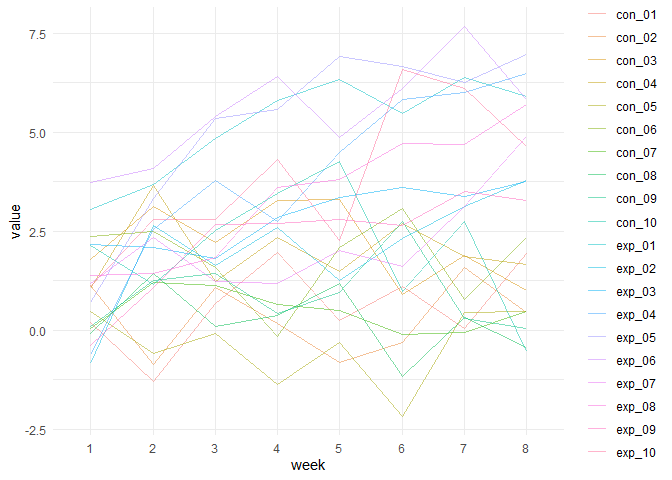 7.5
5.0
2.5
0.0
-2.5
value
1 2 3 4 5 6 7 8
week
con_01
con_02
con_03
con_04
con_05
con_06
con_07
con_08
con_09
con_10
exp_01
exp_02
exp_03
exp_04
exp_05
exp_06
exp_07
exp_08
exp_09
exp_10